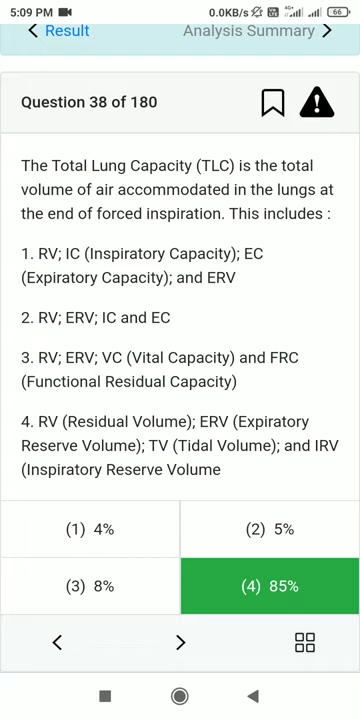 5:09 PM 0.0KB/s 4G+ 66
Result Analysis Summary
Question 38 of 180
The Total Lung Capacity (TLC) is the total
volume of air accommodated in the lungs at
the end of forced inspiration. This includes :
1. RV; IC (Inspiratory Capacity); EC
(Expiratory Capacity); and ERV
2. RV; ERV; IC and EC
3. RV; ERV; VC (Vital Capacity) and FRC
(Functional Residual Capacity)
4. RV (Residual Volume); ERV (Expiratory
Reserve Volume); TV (Tidal Volume); and IRV
(Inspiratory Reserve Volume
(1) 4% (2) 5%
(3) 8% (4) 85%